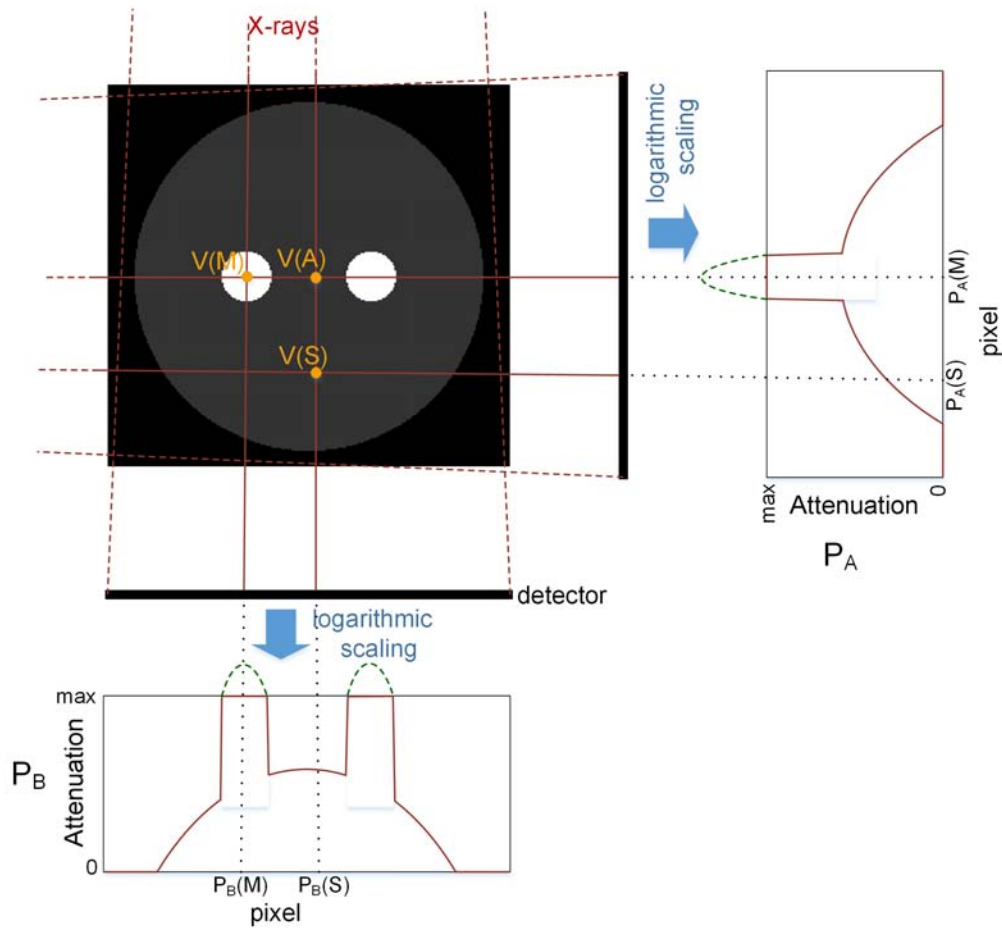 X-rays
V(M)
V(A)
V(S)
logarithmic
scaling
P_A(M)
pixel
P_A(S)
max
0
Attenuation
P_A
detector
logarithmic
scaling
max
P_B
Attenuation
0
P_B(M)
P_B(S)
pixel